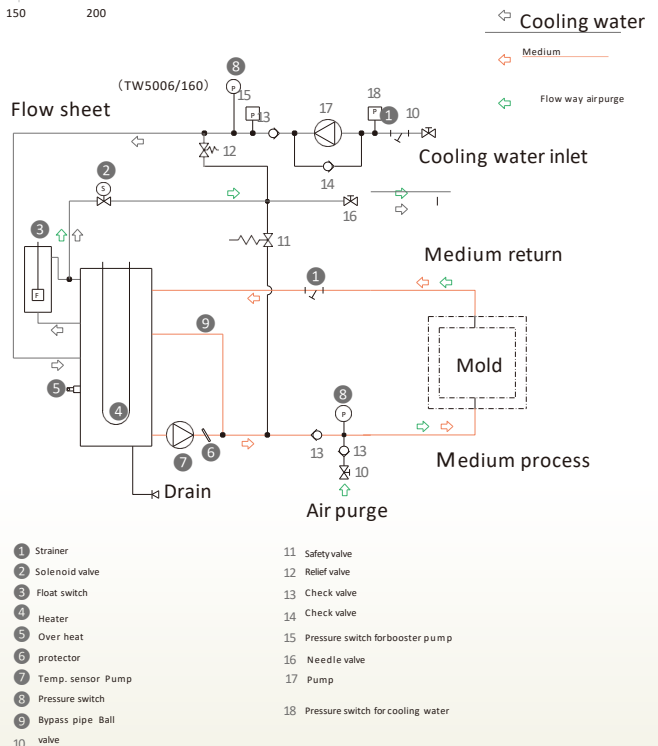 150 200
Cooling water
Medium
Flow way airpurge
8
(TW5006/160)
P
15
P
13
17
18
P
1
10
Flow sheet
12
14
Cooling water inlet
2
S
16
3
11
F
Medium return
1
9
Mold
5
4
8
P
7
6
13
13
10
Medium process
Drain
Air purge
1 Strainer
2 Solenoid valve
3 Float switch
4 Heater
5 Over heat
6 protector
7 Temp. sensor Pump
8 Pressure switch
9 Bypass pipe Ball
10 valve
11 Safety valve
12 Relief valve
13 Check valve
14 Check valve
15 Pressure switch forbooster pump
16 Needle valve
17 Pump
18 Pressure switch for cooling water